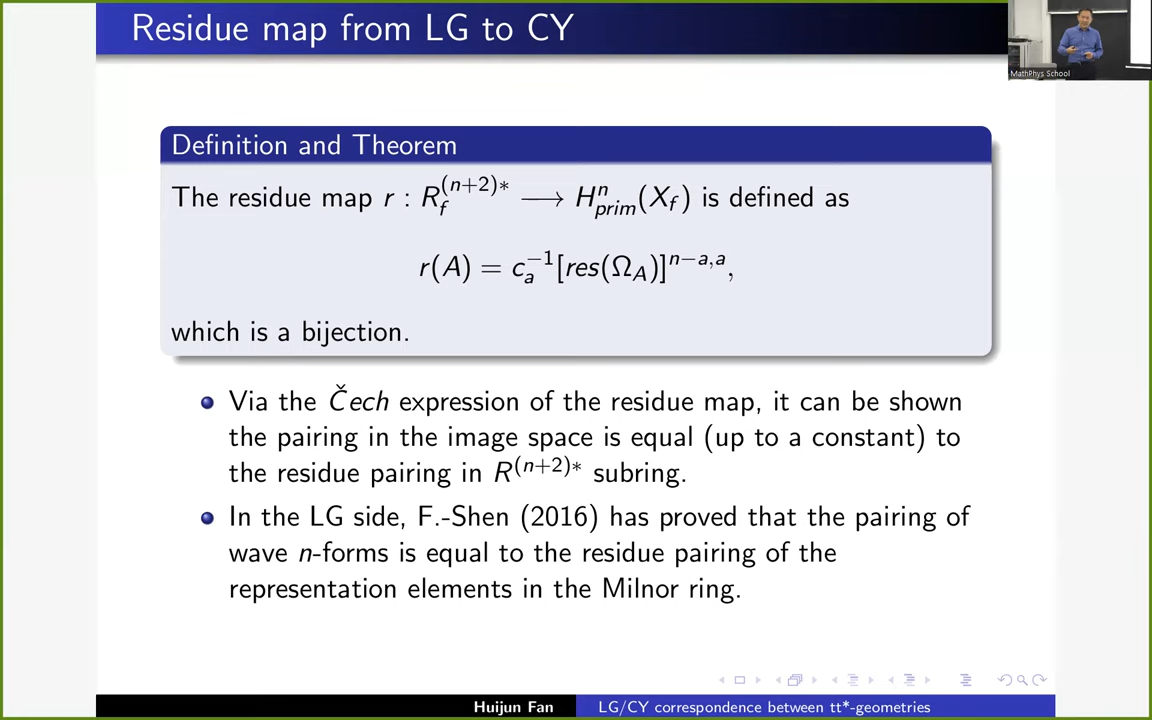 Residue map from LG to CY
MathPhys School
Definition and Theorem
The residue map r : R_f^{(n+2)*} ⟶ H^n_{prim}(X_f) is defined as
r(A) = c_a^{-1}[res(Ω_A)]^{n-a,a},
which is a bijection.
Via the Čech expression of the residue map, it can be shown
the pairing in the image space is equal (up to a constant) to
the residue pairing in R^{(n+2)*} subring.
In the LG side, F.-Shen (2016) has proved that the pairing of
wave n-forms is equal to the residue pairing of the
representation elements in the Milnor ring.
Huijun Fan
LG/CY correspondence between tt*-geometries